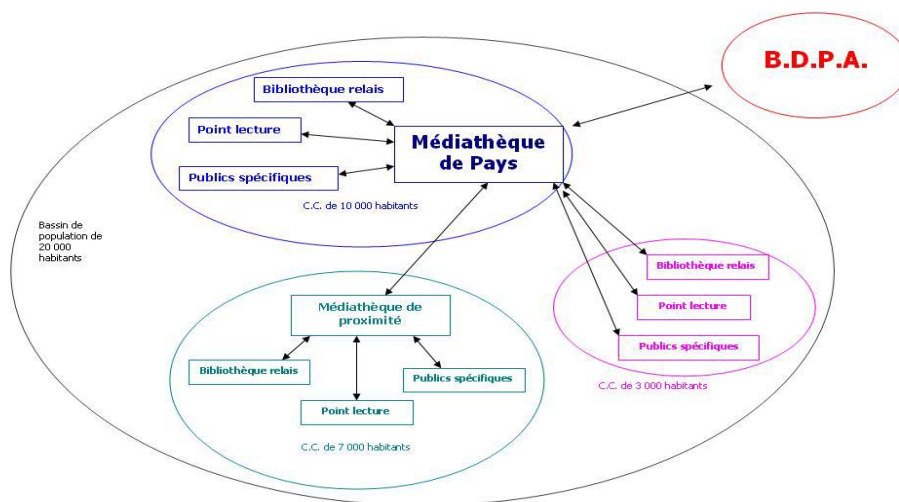 B.D.P.A.
Bibliothèque relais
Point lecture
Médiathèque
de Pays
Publics spécifiques
C.C. de 10 000 habitants
Bassin de
population de
20 000
habitants
Bibliothèque relais
Médiathèque de
proximité
Point lecture
Publics spécifiques
Bibliothèque relais
Publics spécifiques
C.C. de 3 000 habitants
Point lecture
C.C. de 7 000 habitants